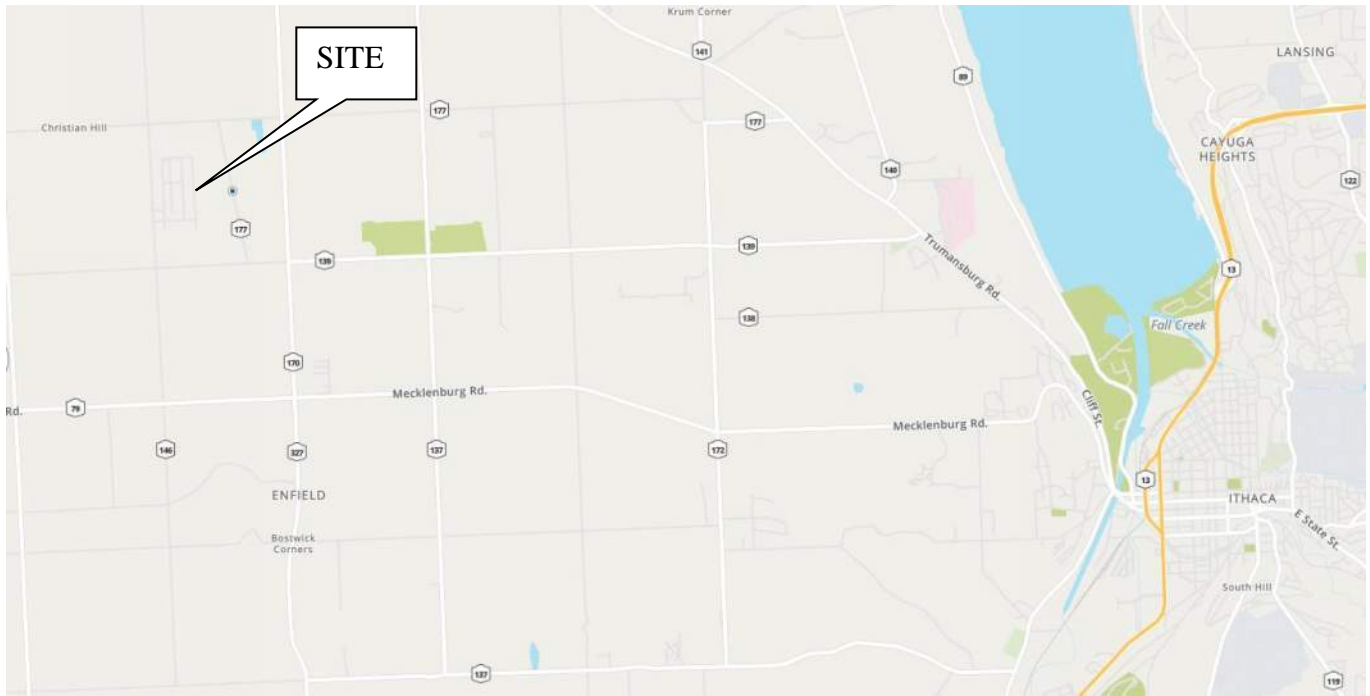 Krum Corner
SITE
141
LANSING
89
177
177
Christian Hill
CAYUGA
HEIGHTS
140
122
177
139
139
Trumansburg Rd.
13
138
Fall Creek
170
Mecklenburg Rd.
Rd.
79
Cliff St.
Mecklenburg Rd.
146
327
137
172
13
ENFIELD
ITHACA
E State St.
Bostwick
Corners
South Hill
137
119